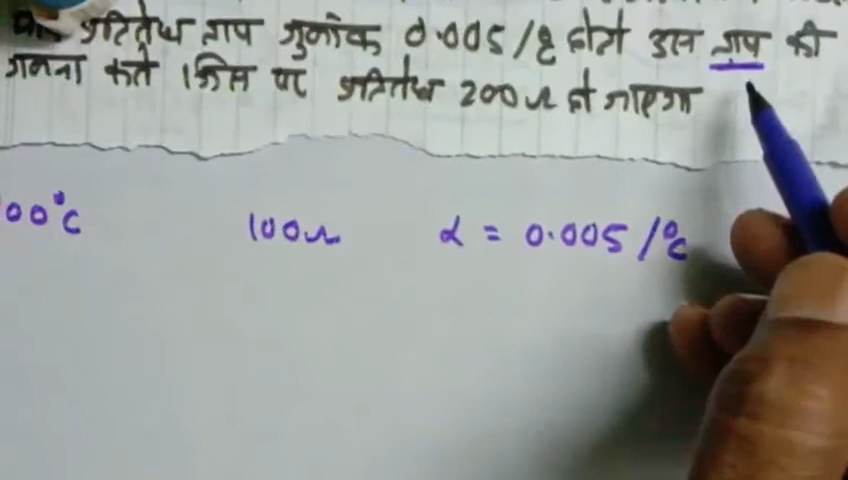 प्रतिरोध ताप गुणांक 0.005/°C होतो उस ताप की
गणना करो जिस पर प्रतिरोध 200Ω हो जाएगा
00°C 100Ω α = 0.005/°C